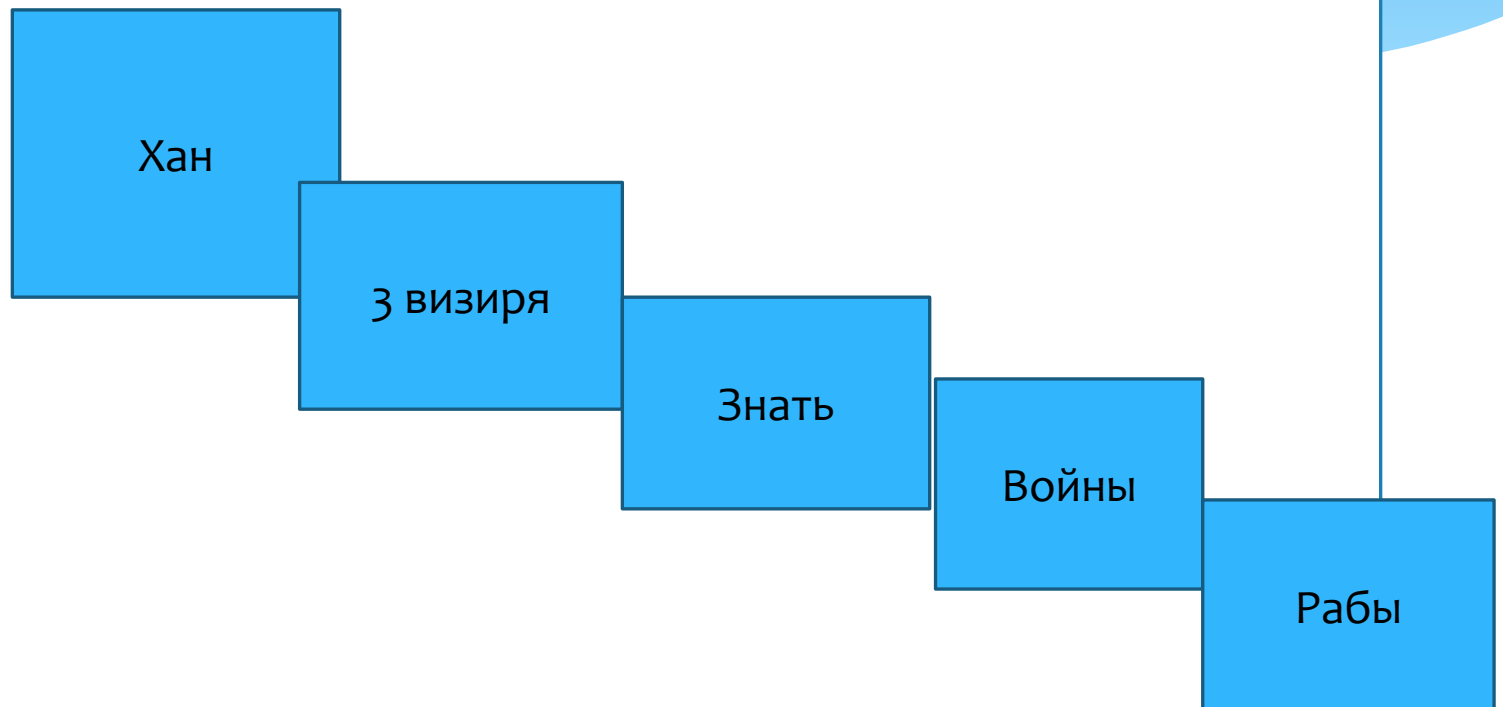 Хан
3 визиря
Знать
Войны
Рабы